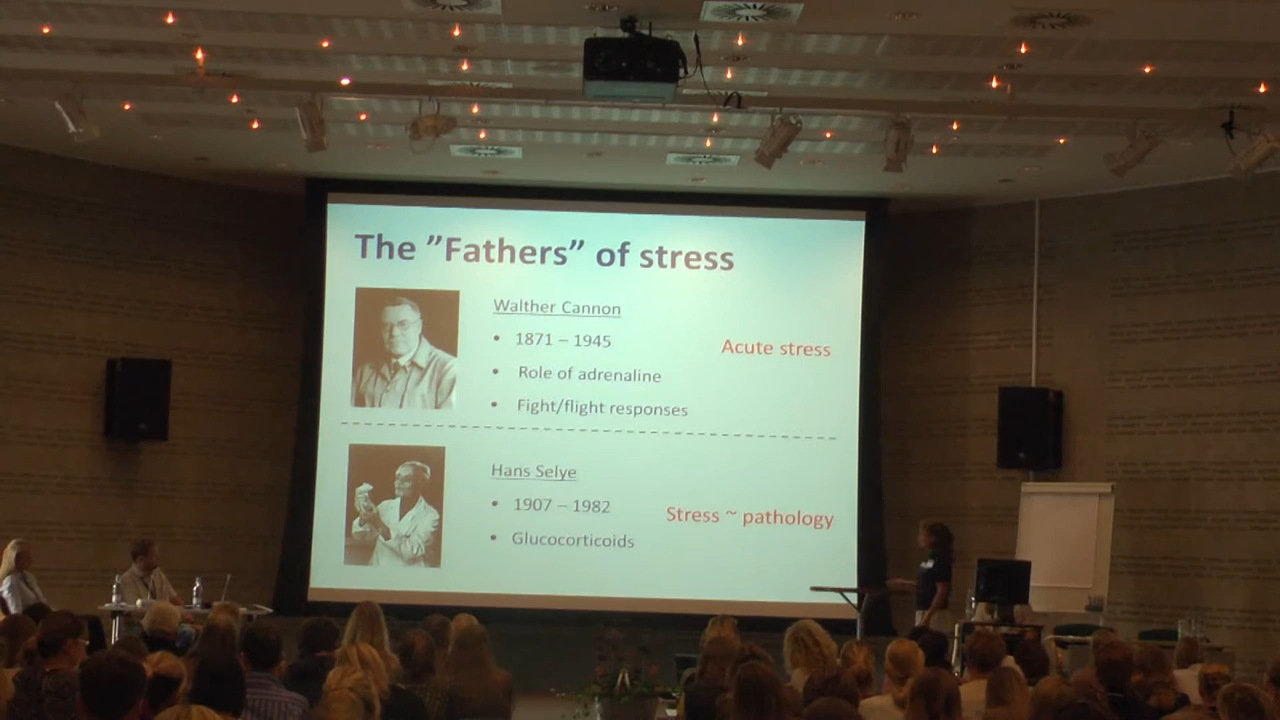 The ”Fathers” of stress
Walther Cannon
• 1871 – 1945
• Role of adrenaline
• Fight/flight responses
Acute stress
Hans Selye
• 1907 – 1982
• Glucocorticoids
Stress ~ pathology